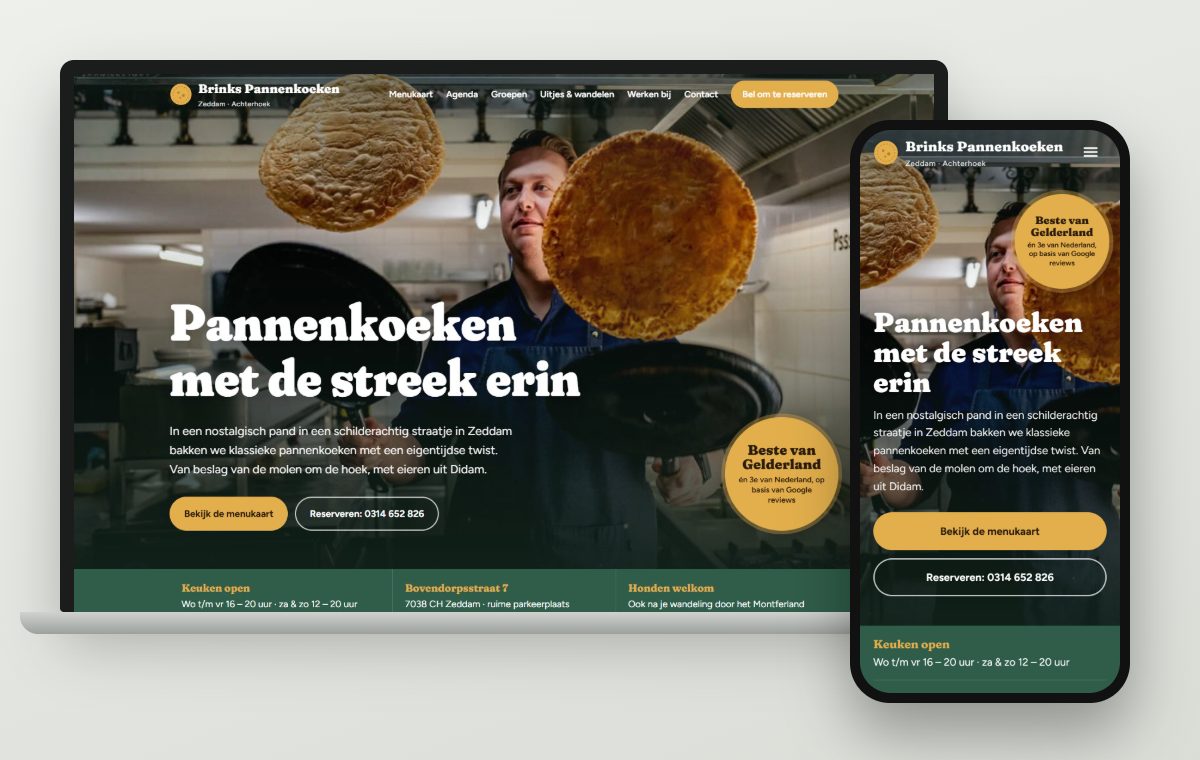 Brinks Pannenkoeken
Zeddam · Achterhoek
Menukaart Agenda Groepen Uitjes & wandelen Werken bij Contact Bel om te reserveren
Pannenkoeken
met de streek erin
In een nostalgisch pand in een schilderachtig straatje in Zeddam
bakken we klassieke pannenkoeken met een eigentijdse twist.
Van beslag van de molen om de hoek, met eieren uit Didam.
Bekijk de menukaart Reserveren: 0314 652 826
Beste van
Gelderland
én 3e van Nederland, op
basis van Google
reviews
Keuken open
Wo t/m vr 16 – 20 uur · za & zo 12 – 20 uur
Bovendorpsstraat 7
7038 CH Zeddam · ruime parkeerplaats
Honden welkom
Ook na je wandeling door het Montferland
Brinks Pannenkoeken
Zeddam · Achterhoek
Beste van
Gelderland
én 3e van Nederland,
op basis van Google
reviews
Pannenkoeken
met de streek
erin
In een nostalgisch pand in een schilderachtig
straatje in Zeddam bakken we klassieke
pannenkoeken met een eigentijdse twist. Van
beslag van de molen om de hoek, met eieren
uit Didam.
Bekijk de menukaart
Reserveren: 0314 652 826
Keuken open
Wo t/m vr 16 – 20 uur · za & zo 12 – 20 uur